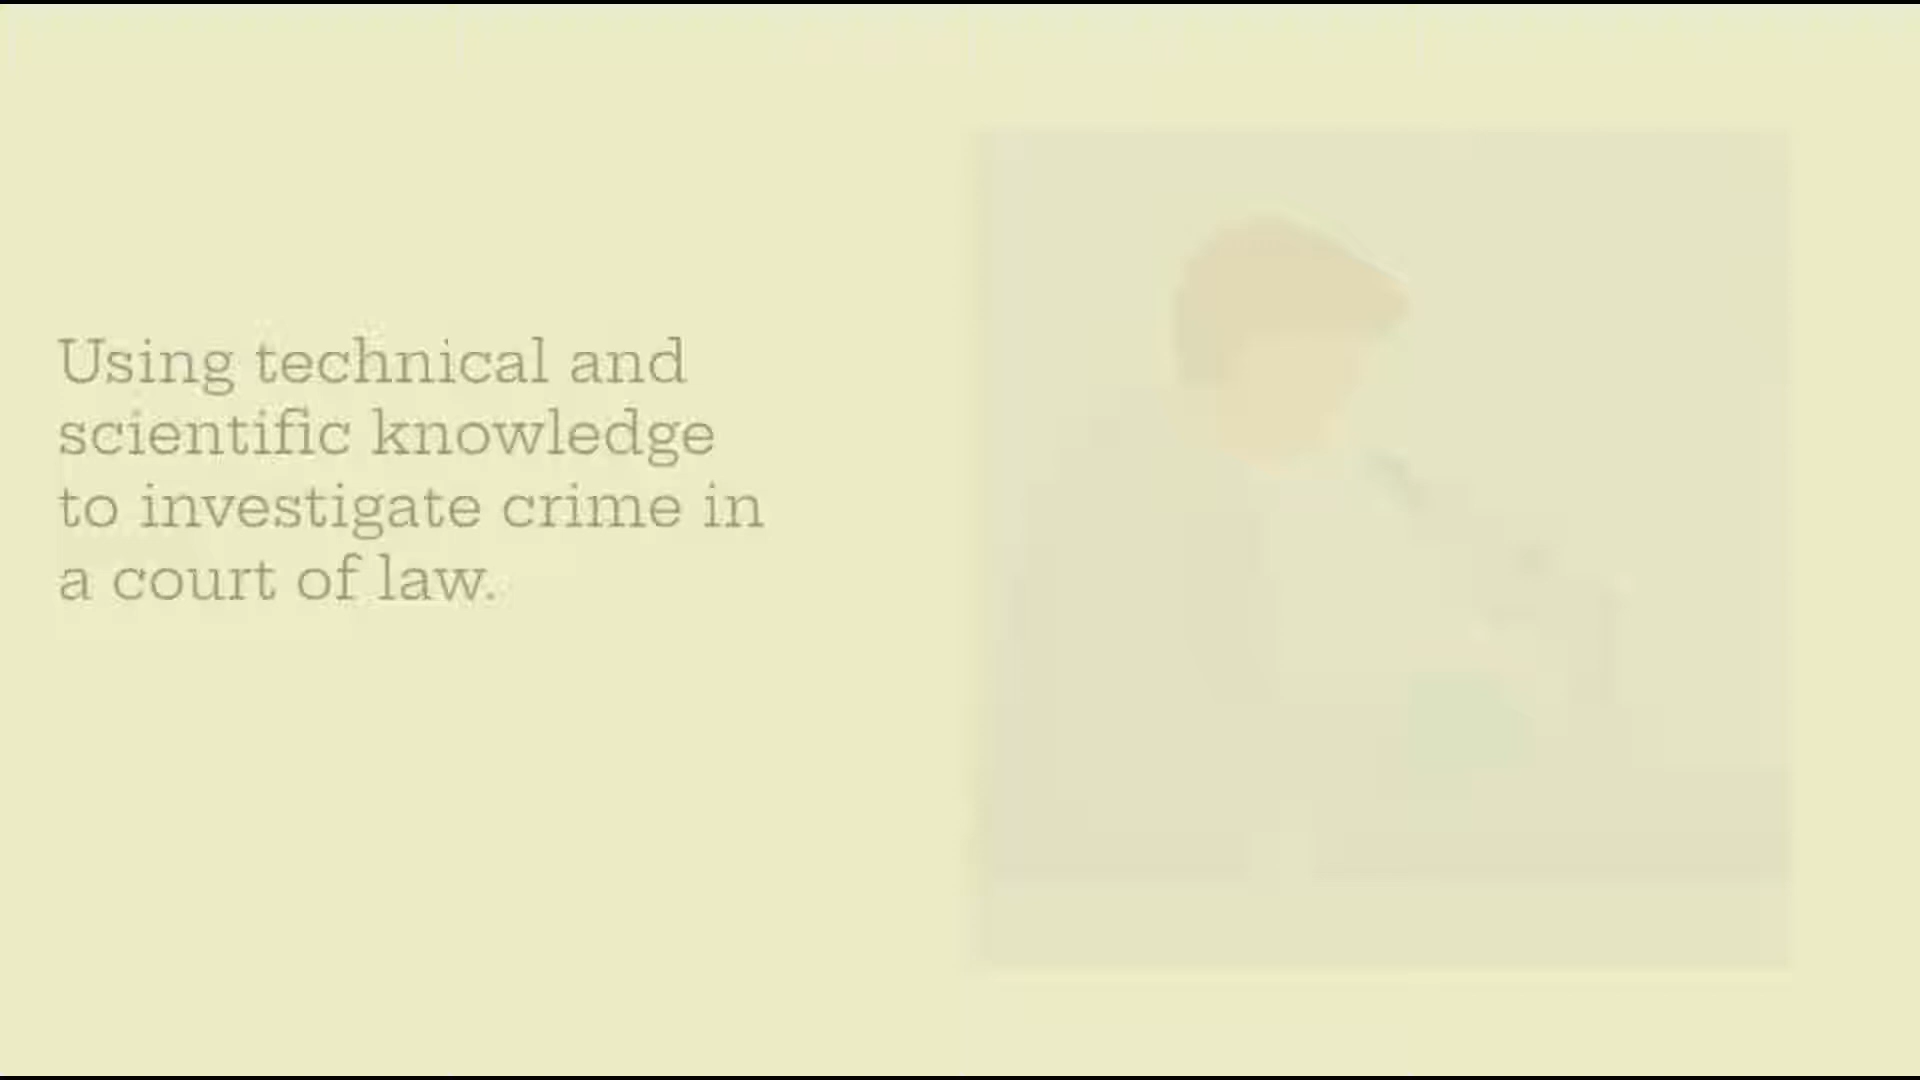 Using technical and
scientific knowledge
to investigate crime in
a court of law.